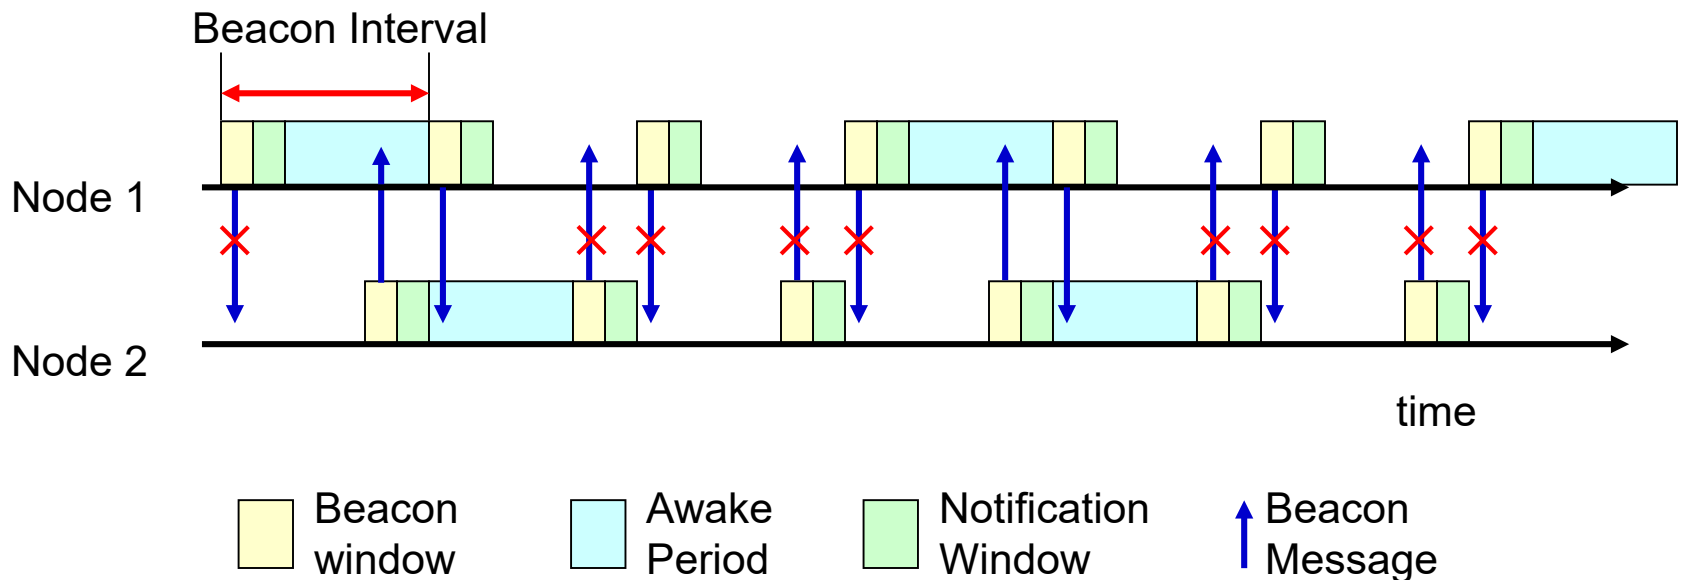 Beacon Interval
Node 1
Node 2
time
Beacon window
Awake Period
Notification Window
Beacon Message